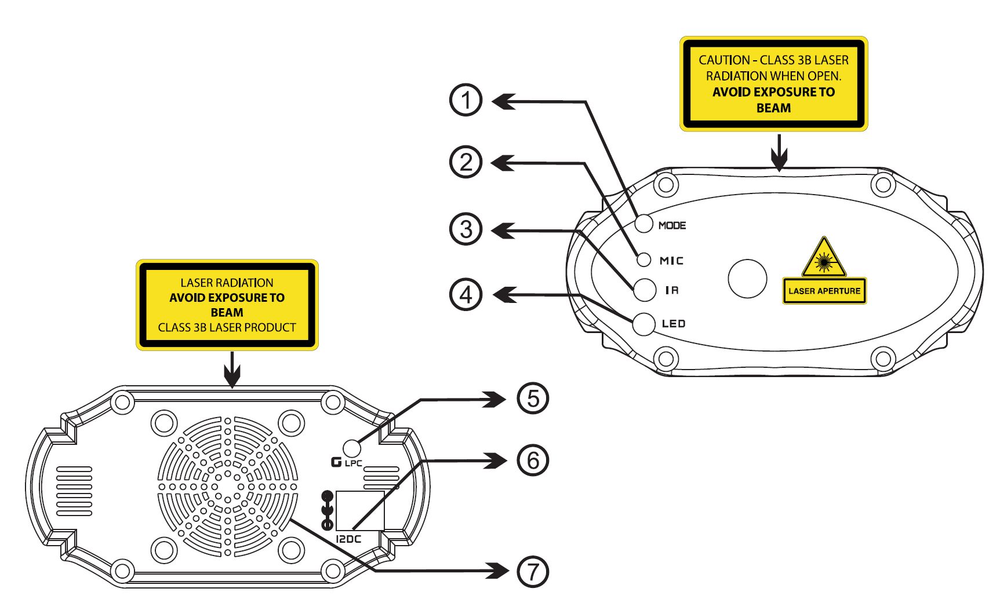 CAUTION - CLASS 3B LASER
RADIATION WHEN OPEN.
AVOID EXPOSURE TO
BEAM
1
2
3
4
MODE
MIC
IR
LED
LASER APERTURE
LASER RADIATION
AVOID EXPOSURE TO
BEAM
CLASS 3B LASER PRODUCT
5
6
7
G LPC
12DC